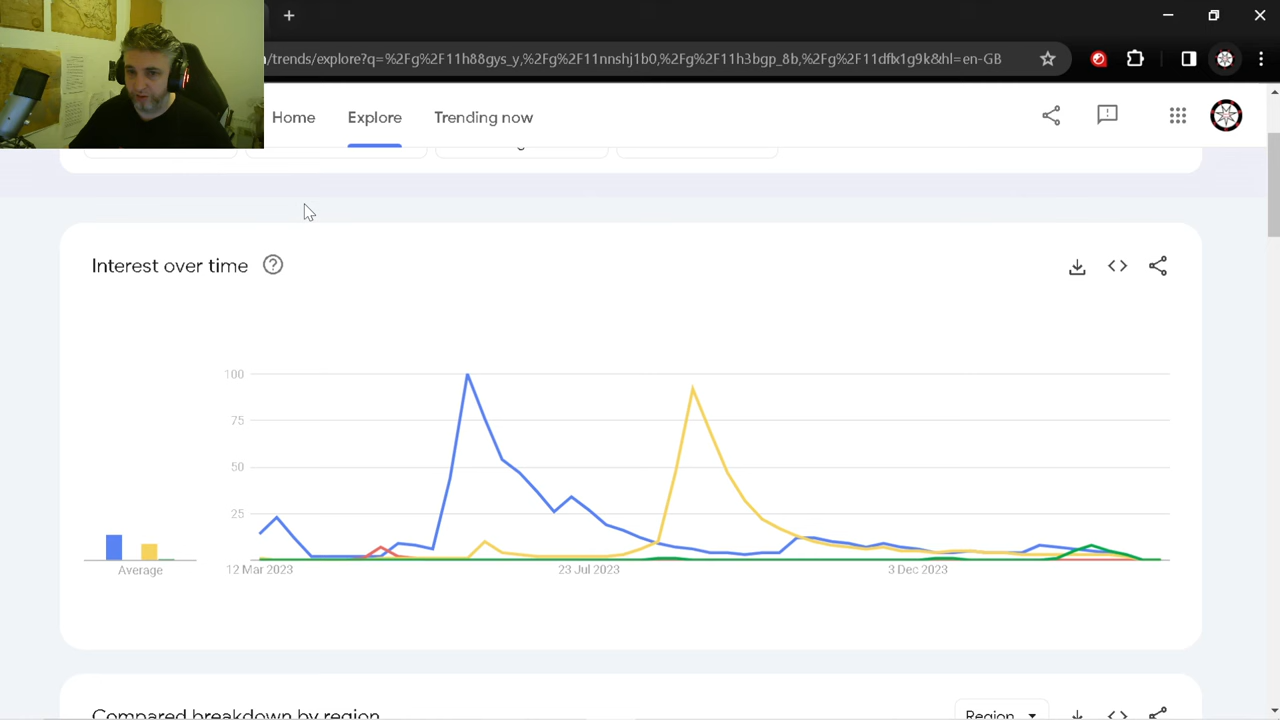 /trends/explore?q=%2Fg%2F11h88gys_y,%2Fg%2F11nnshj1b0,%2Fg%2F11h3bgp_8b,%2Fg%2F11dflx1g9k&hl=en-GB
Home Explore Trending now
Interest over time
100
75
50
25
Average
12 Mar 2023 23 Jul 2023 3 Dec 2023
Compared breakdown by region
Region